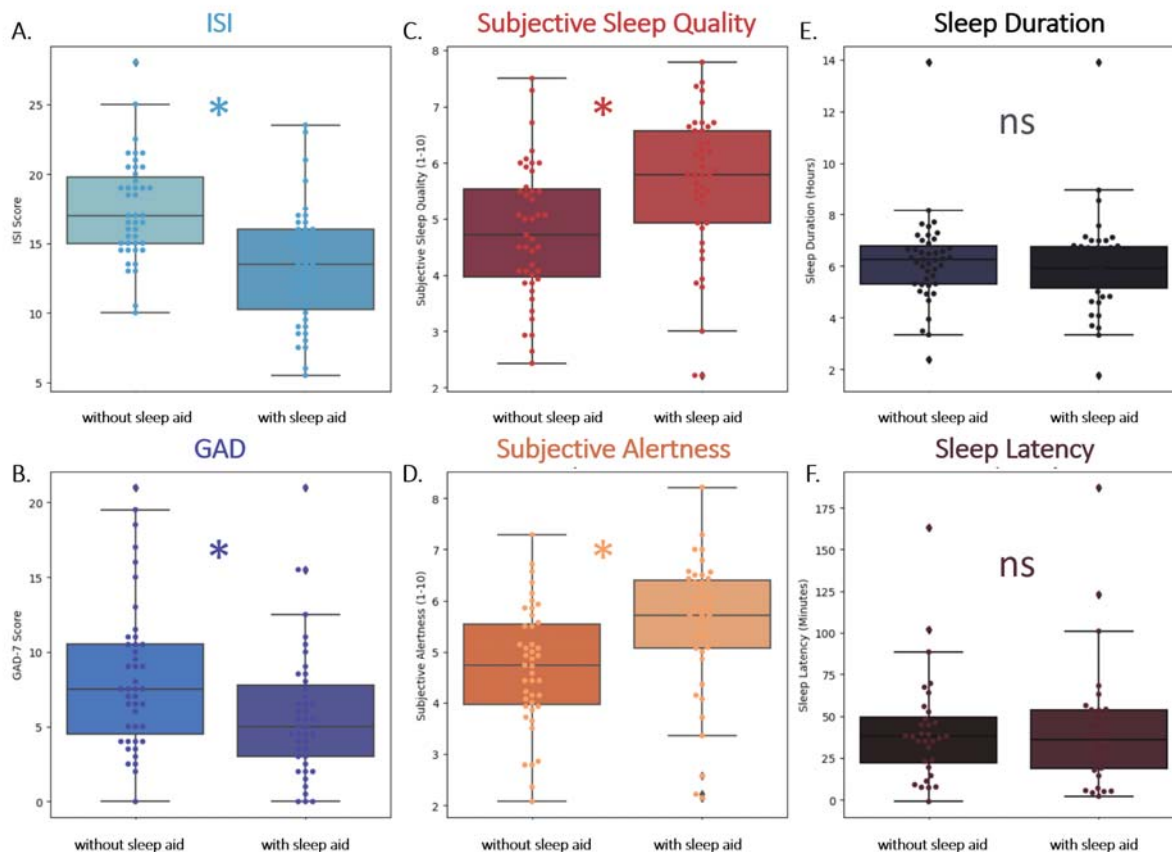 A. ISI
ISI Score
25
20
15
10
5
*
without sleep aid
with sleep aid
C. Subjective Sleep Quality
Subjective Sleep Quality (1-10)
8
7
6
5
4
3
2
*
without sleep aid
with sleep aid
E. Sleep Duration
Sleep Duration (Hours)
14
12
10
8
6
4
2
ns
without sleep aid
with sleep aid
B. GAD
GAD-7 Score
20
15
10
5
0
*
without sleep aid
with sleep aid
D. Subjective Alertness
Subjective Alertness (1-10)
8
7
6
5
4
3
2
*
without sleep aid
with sleep aid
F. Sleep Latency
Sleep Latency (Minutes)
175
150
125
100
75
50
25
0
ns
without sleep aid
with sleep aid